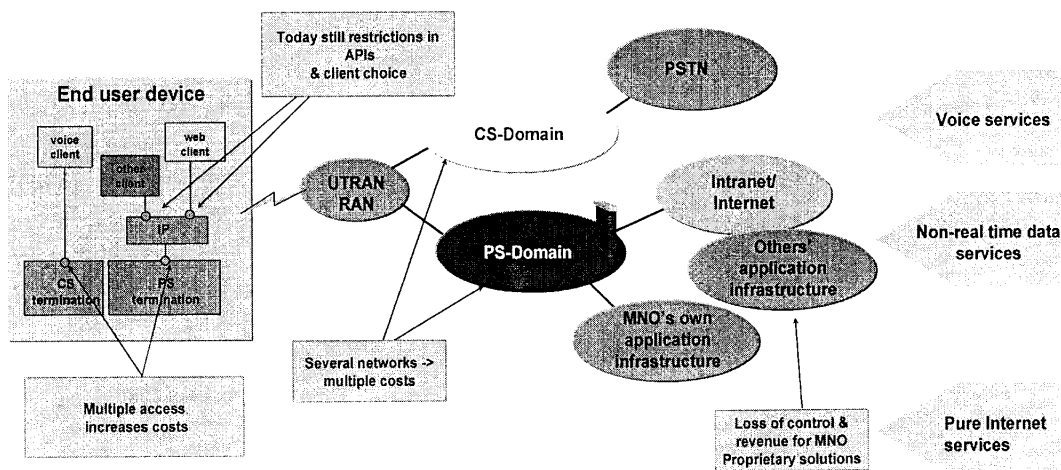 Today still restrictions in
APIs
& client choice
End user device
voice
client
web
client
other
client
IP
CS
termination
PS
termination
Multiple access
increases costs
UTRAN
RAN
CS-Domain
PS-Domain
Several networks ->
multiple costs
PSTN
Intranet/
Internet
Others'
application
infrastructure
MNO's own
application
infrastructure
Loss of control &
revenue for MNO
Proprietary solutions
Voice services
Non-real time data
services
Pure Internet
services